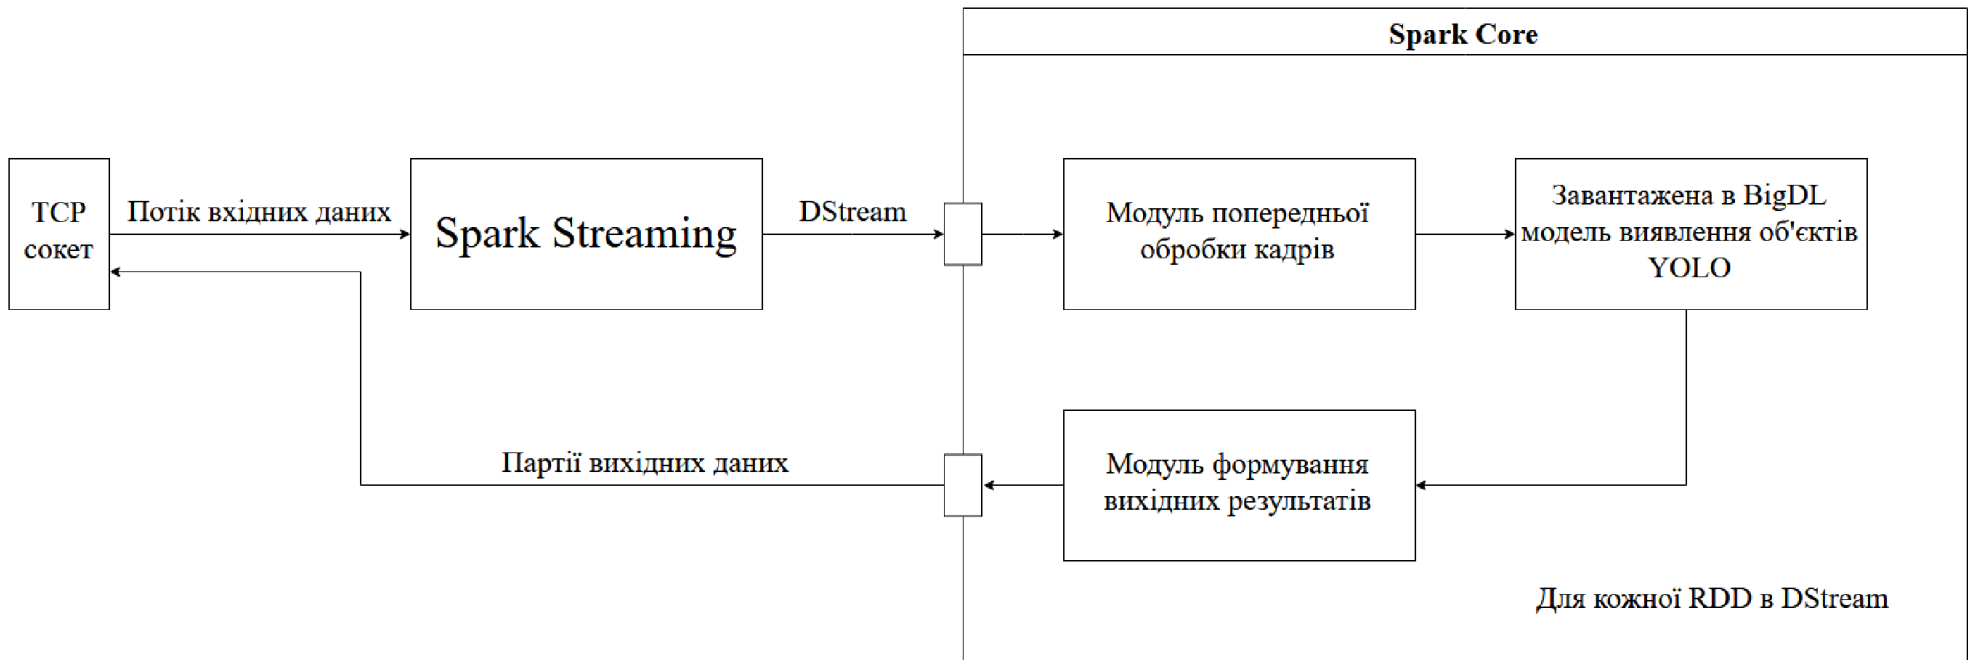 Spark Core
TCP
сокет
Потік вхідних даних
Spark Streaming
DStream
Модуль попередньої
обробки кадрів
Завантажена в BigDL
модель виявлення об'єктів
YOLO
Партії вихідних даних
Модуль формування
вихідних результатів
Для кожної RDD в DStream